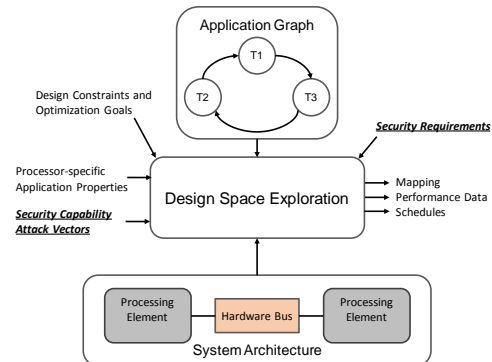 Application Graph
T1
T2
T3
Design Constraints and
Optimization Goals
Security Requirements
Processor-specific
Application Properties
Design Space Exploration
Mapping
Performance Data
Schedules
Security Capability
Attack Vectors
Processing
Element
Hardware Bus
Processing
Element
System Architecture